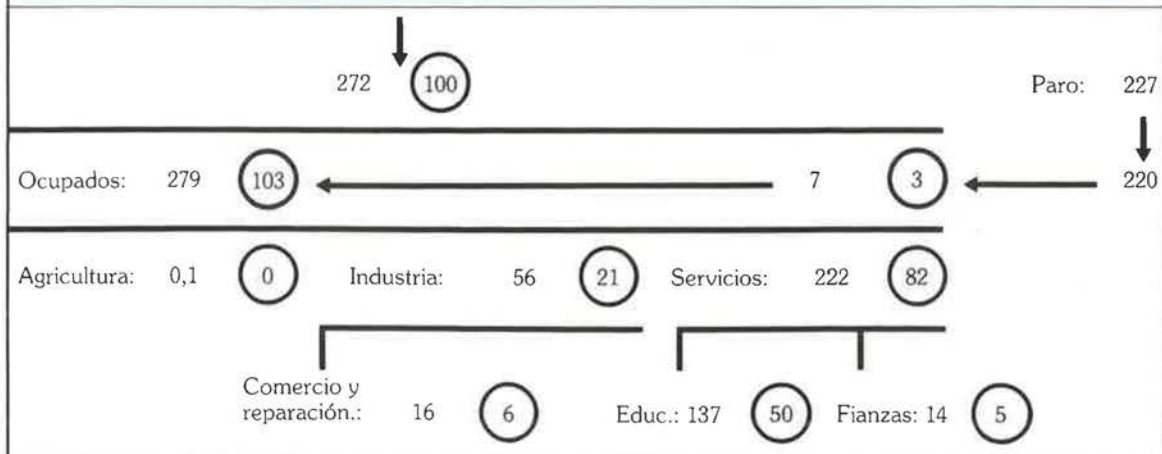 272 100 Paro: 227
Ocupados: 279 103 7 3 220
Agricultura: 0,1 0 Industria: 56 21 Servicios: 222 82
Comercio y
reparación.: 16 6 Educ.: 137 50 Fianzas: 14 5